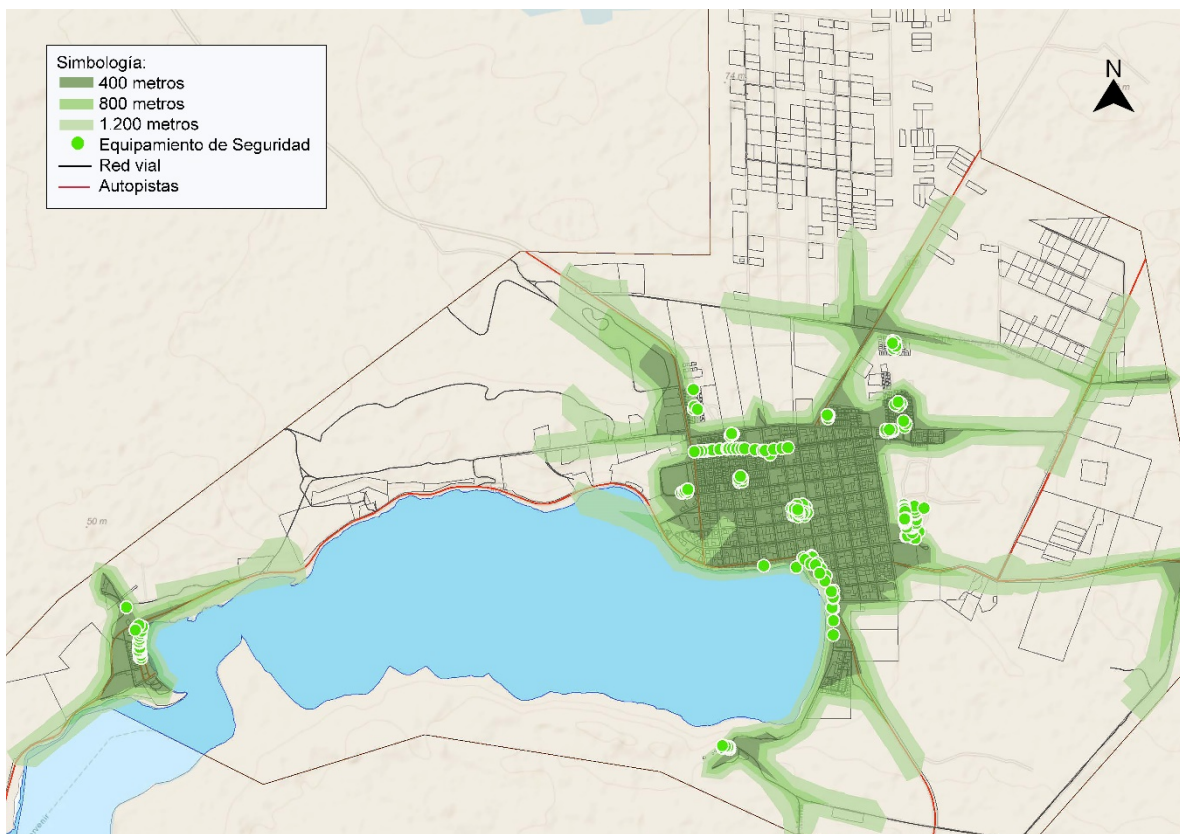 Simbología:
400 metros
800 metros
1.200 metros
Equipamiento de Seguridad
Red vial
Autopistas
N
74 m
m
50 m